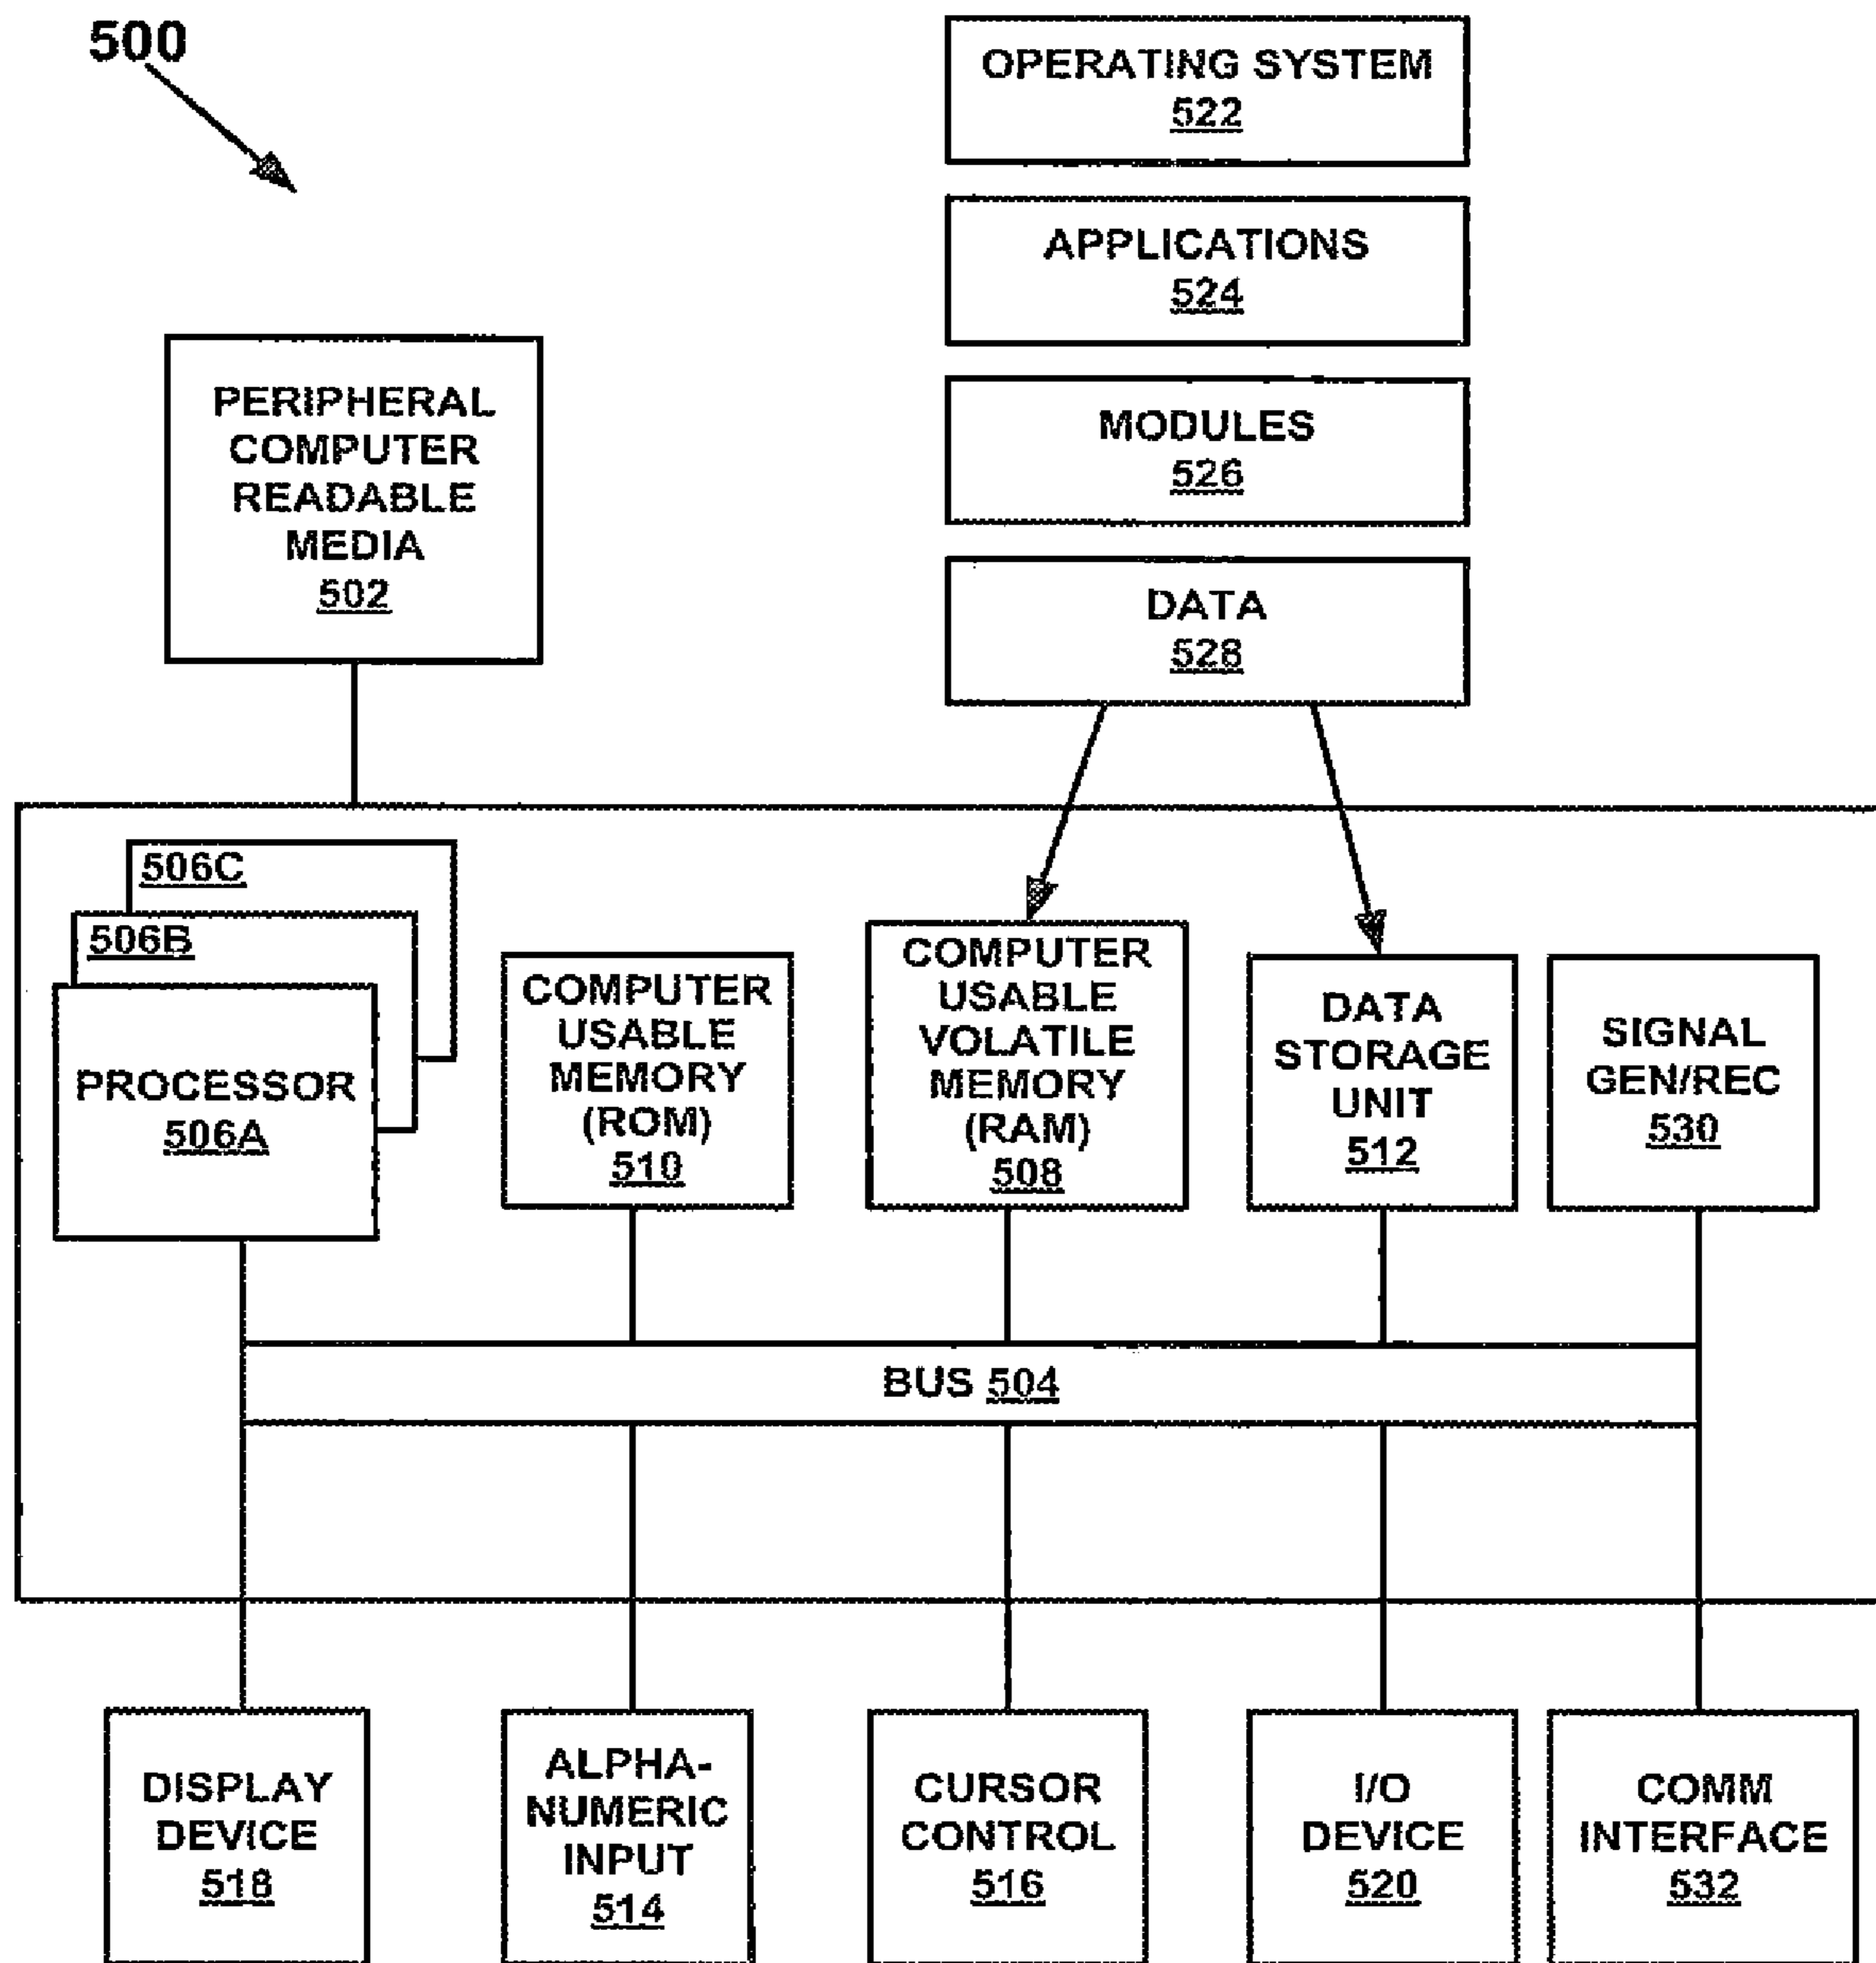 500
OPERATING SYSTEM
522
APPLICATIONS
524
MODULES
526
DATA
528
PERIPHERAL
COMPUTER
READABLE
MEDIA
502
506C
506B
PROCESSOR
506A
COMPUTER
USABLE
MEMORY
(ROM)
510
COMPUTER
USABLE
VOLATILE
MEMORY
(RAM)
508
DATA
STORAGE
UNIT
512
SIGNAL
GEN/REC
530
BUS 504
DISPLAY
DEVICE
518
ALPHA-
NUMERIC
INPUT
514
CURSOR
CONTROL
516
I/O
DEVICE
520
COMM
INTERFACE
532